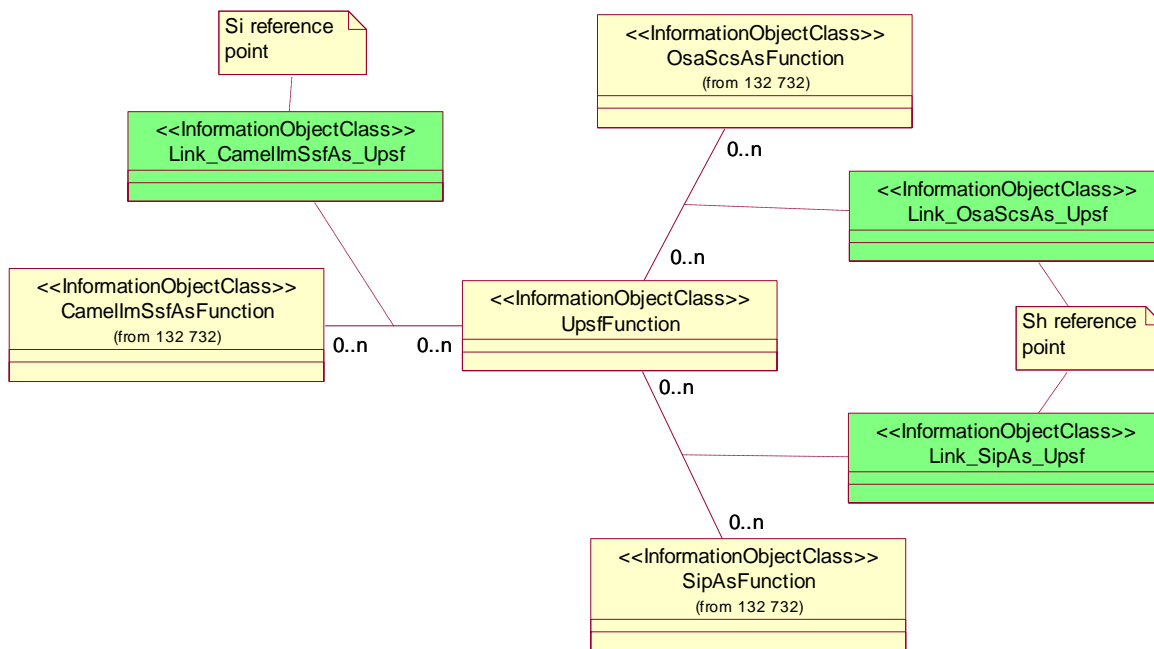 Si reference
point
<<InformationObjectClass>>
OsaScsAsFunction
(from 132 732)
<<InformationObjectClass>>
Link_CamelImSsfAs_Upsf
0..n
<<InformationObjectClass>>
Link_OsaScsAs_Upsf
0..n
<<InformationObjectClass>>
CamelImSsfAsFunction
(from 132 732)
0..n
0..n
<<InformationObjectClass>>
UpsfFunction
Sh reference
point
0..n
<<InformationObjectClass>>
Link_SipAs_Upsf
0..n
<<InformationObjectClass>>
SipAsFunction
(from 132 732)